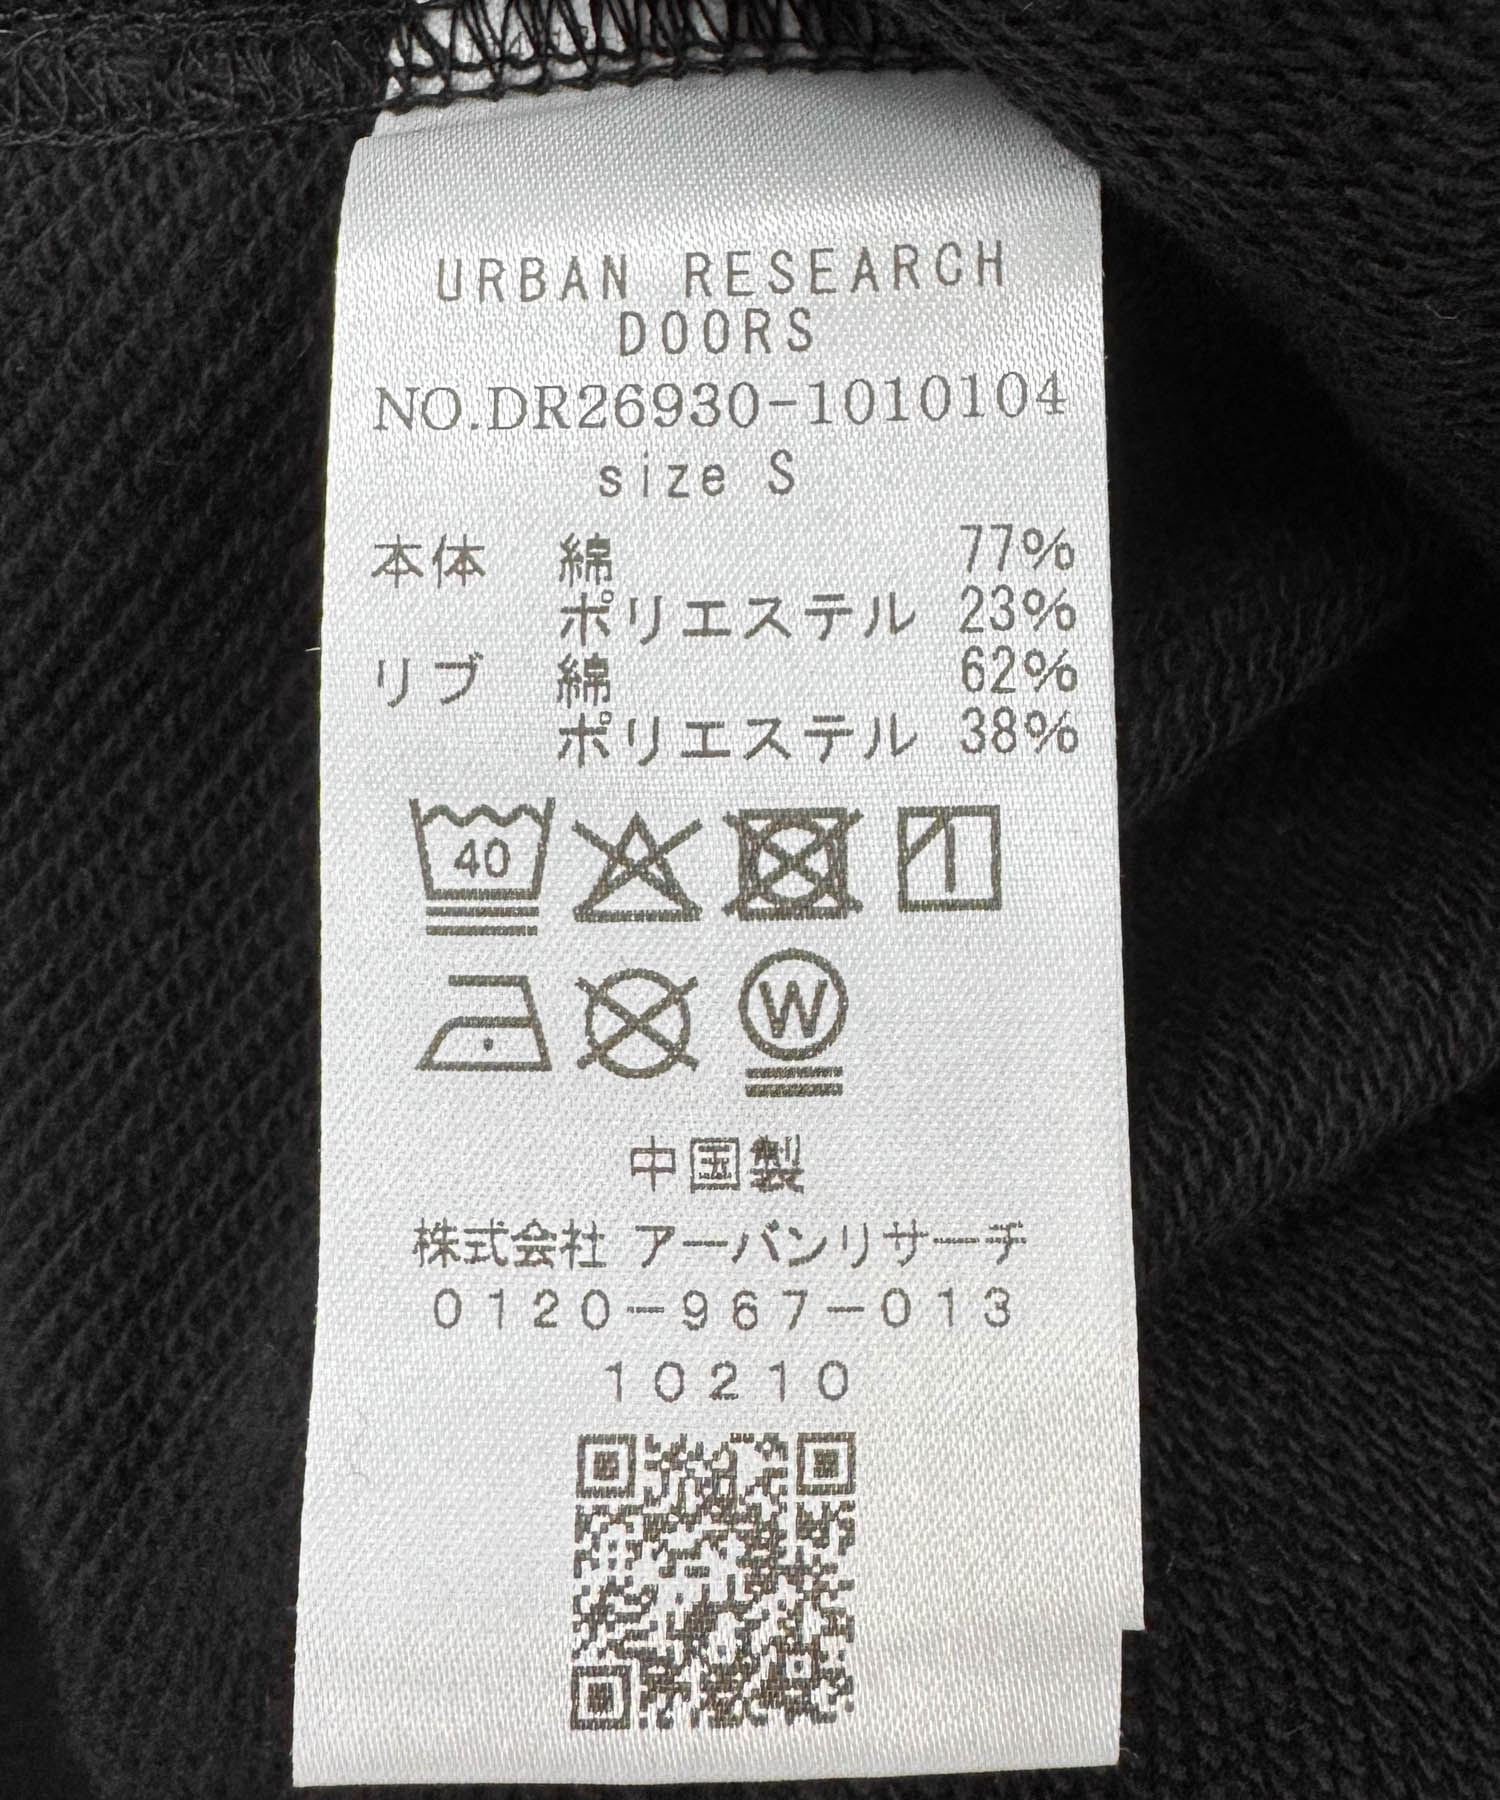 URBAN RESEARCH
DOORS
NO.DR26930-1010104
size S
本体 綿 77%
ポリエステル 23%
リブ 綿 62%
ポリエステル 38%
40
W
中国製
株式会社 アーバンリサーチ
0120-967-013
10210